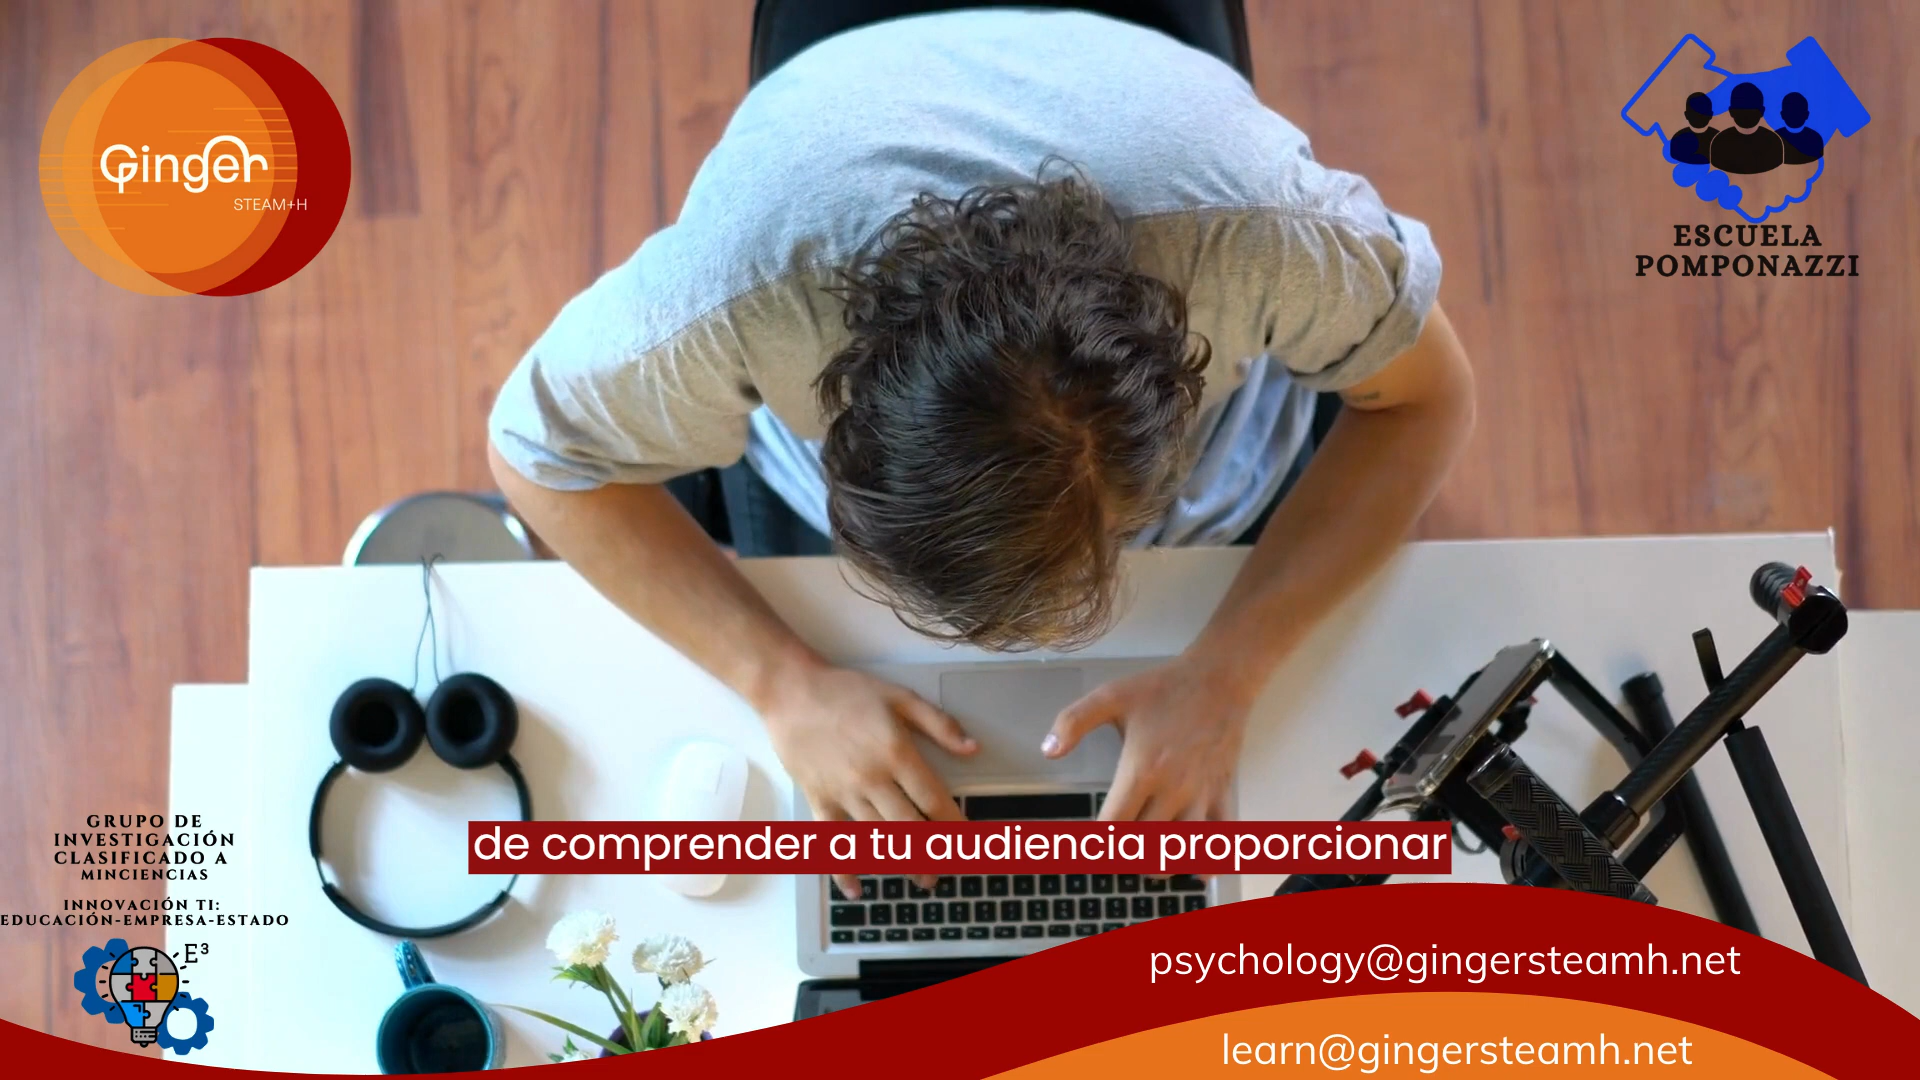 Ginger
STEAM+H
ESCUELA
POMPONAZZI
GRUPO DE
INVESTIGACIÓN
CLASIFICADO A
MINCIENCIAS
INNOVACIÓN TI:
EDUCACIÓN-EMPRESA-ESTADO
E³
de comprender a tu audiencia proporcionar
psychology@gingersteamh.net
learn@gingersteamh.net